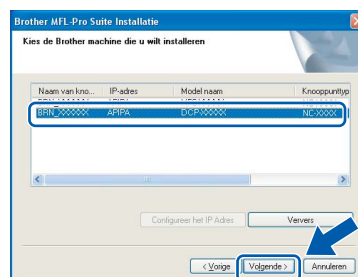 Brother MFL-Pro Suite Installatie
Kies de Brother machine die u wilt installeren
Naam van kno... IP-adres Model naam Knooppunttyp
BRN_XXXXXX APIPA DCP-XXXXX NC-XXXX
Configureer het IP Adres Ververs
< Vorige Volgende > Annuleren